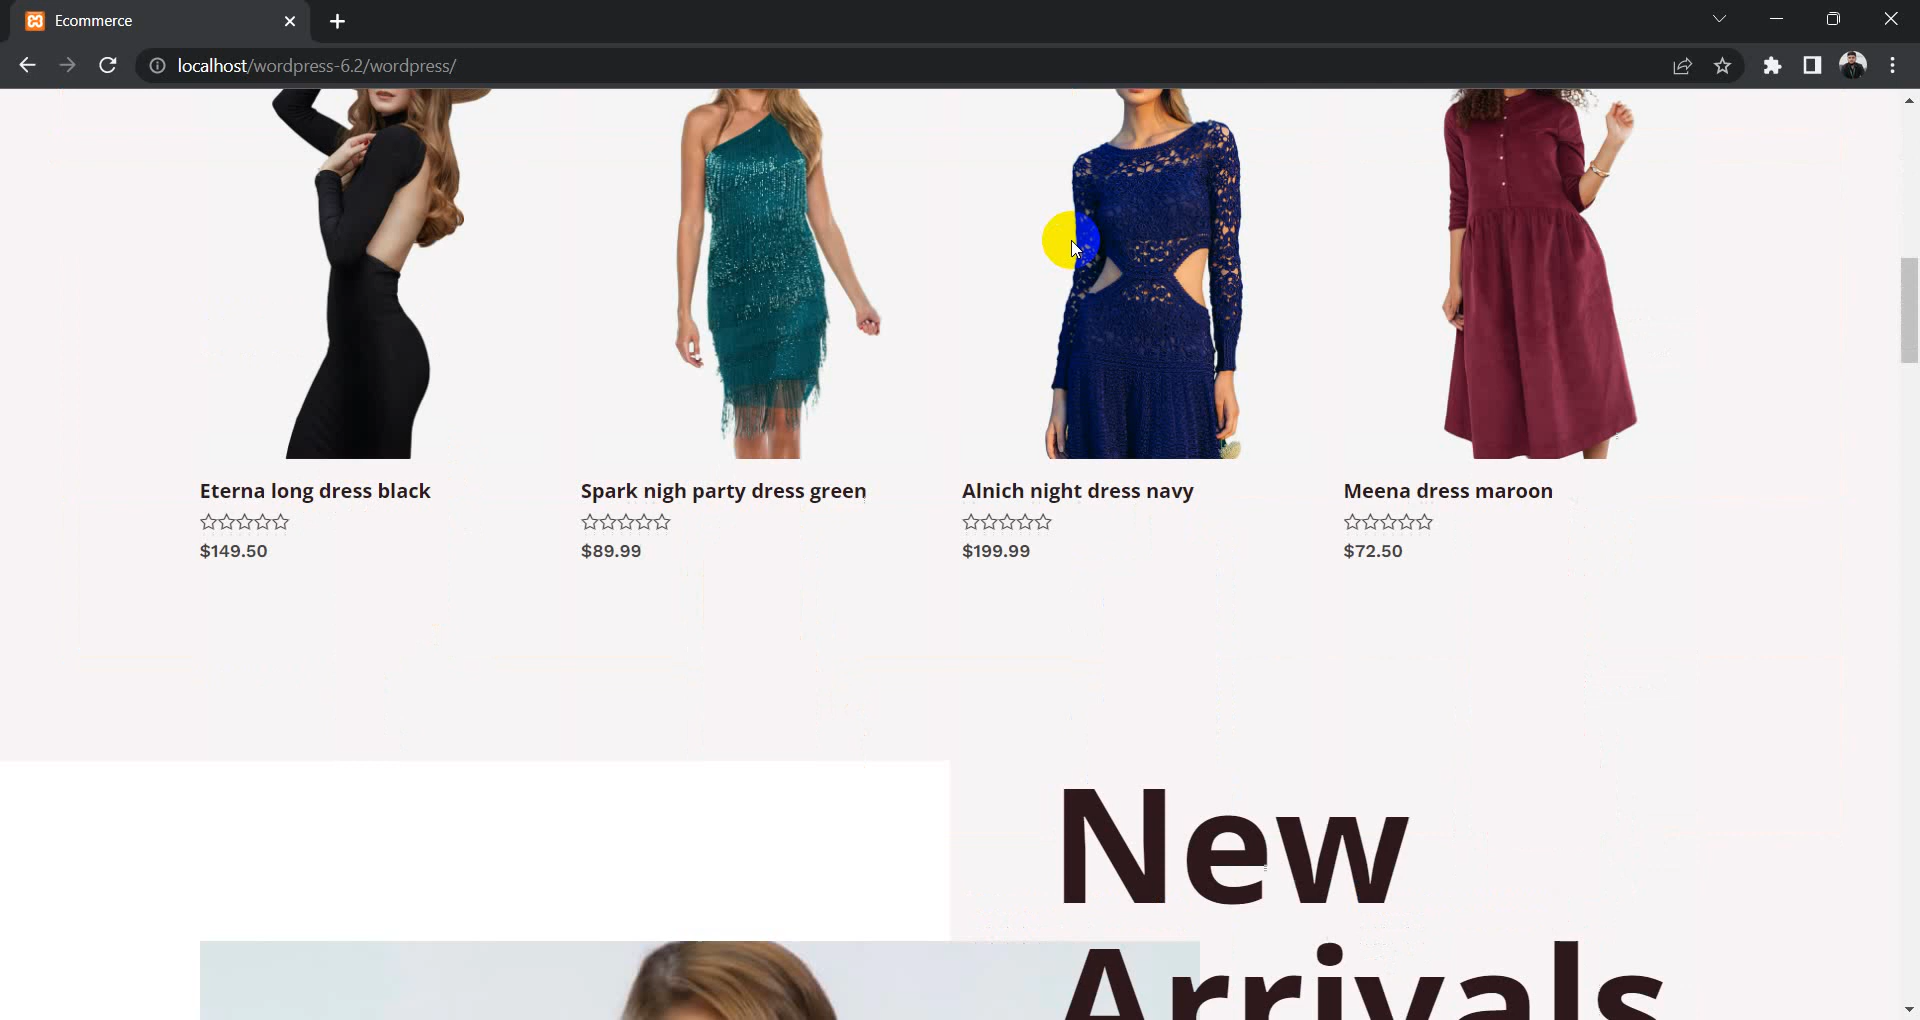 Ecommerce
localhost/wordpress-6.2/wordpress/
Eterna long dress black
Spark nigh party dress green
Alnich night dress navy
Meena dress maroon
$149.50
$89.99
$199.99
$72.50
New
Arrivals